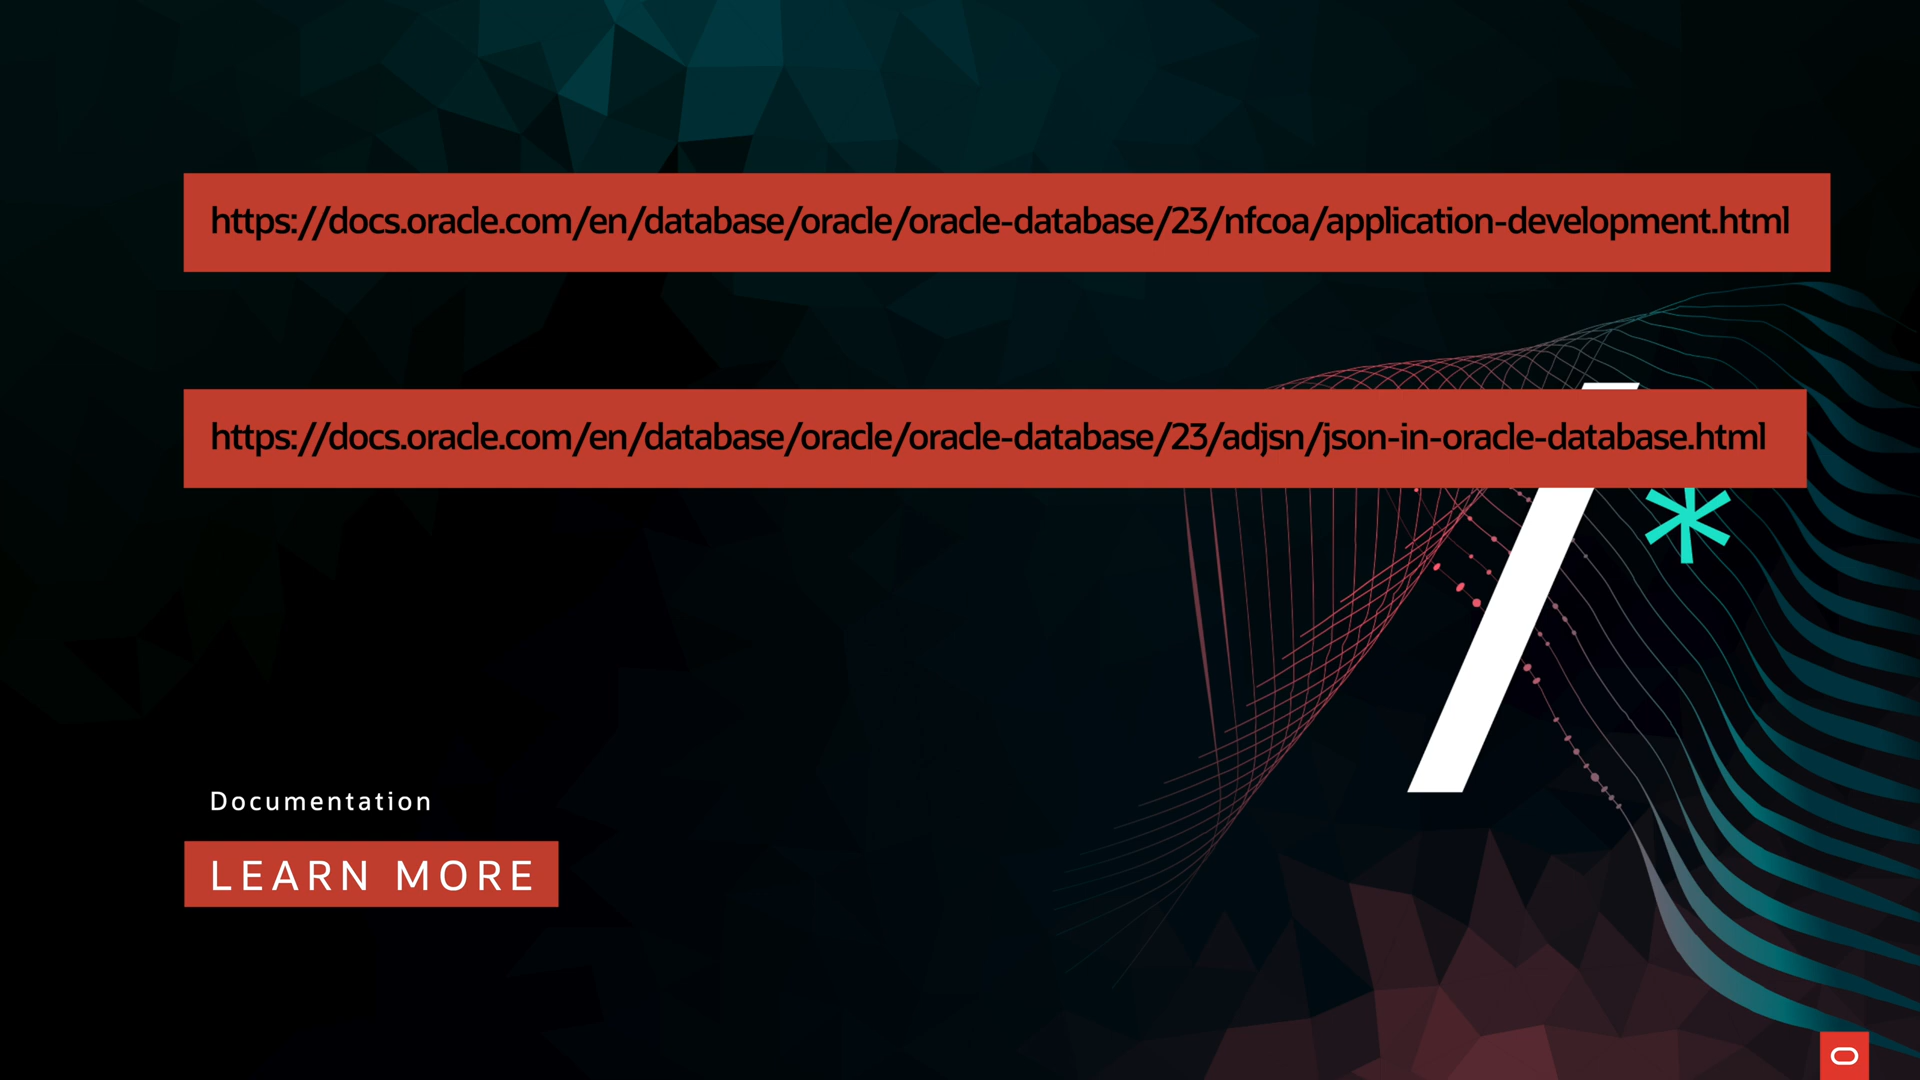 https://docs.oracle.com/en/database/oracle/oracle-database/23/nfcoa/application-development.html
https://docs.oracle.com/en/database/oracle/oracle-database/23/adjsn/json-in-oracle-database.html
Documentation
LEARN MORE